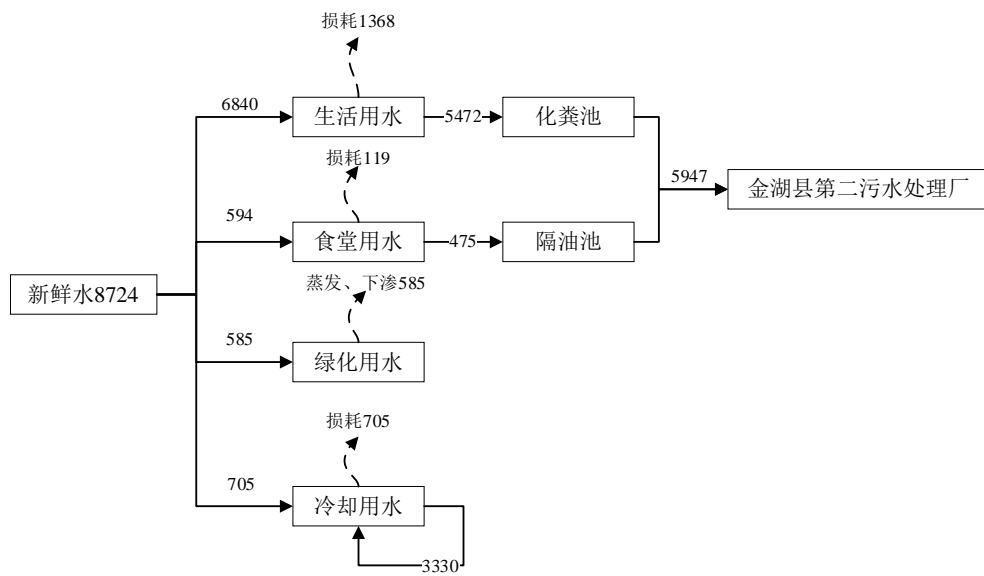 损耗1368
6840
生活用水
5472
化粪池
损耗119
5947
金湖县第二污水处理厂
594
食堂用水
475
隔油池
蒸发、下渗585
新鲜水8724
585
绿化用水
损耗705
705
冷却用水
3330